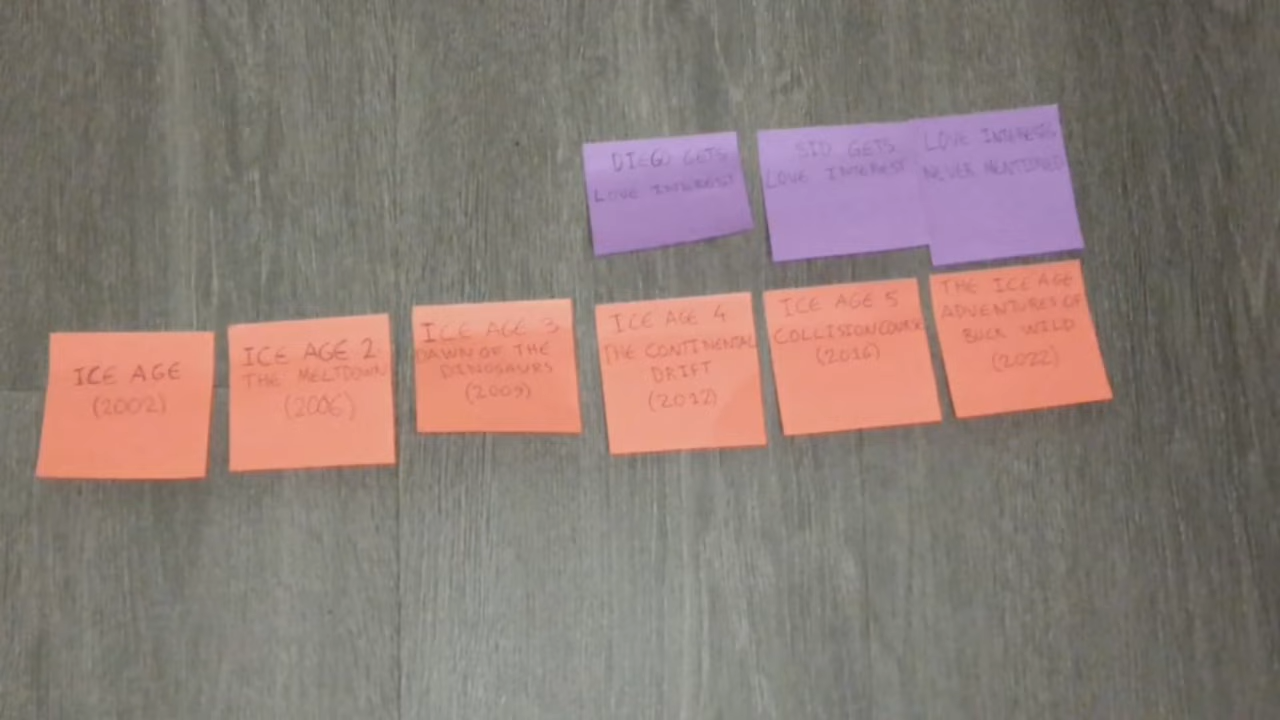 DIEGO GETS
LOVE INTEREST
SID GETS
LOVE INTEREST
LOVE INTERESTS
NEVER MENTIONED
ICE AGE
(2002)
ICE AGE 2
THE MELTDOWN
(2006)
ICE AGE 3
DAWN OF THE
DINOSAURS
(2009)
ICE AGE 4
THE CONTINENTAL
DRIFT
(2012)
ICE AGE 5
COLLISION COURSE
(2016)
THE ICE AGE
ADVENTURES OF
BUCK WILD
(2022)